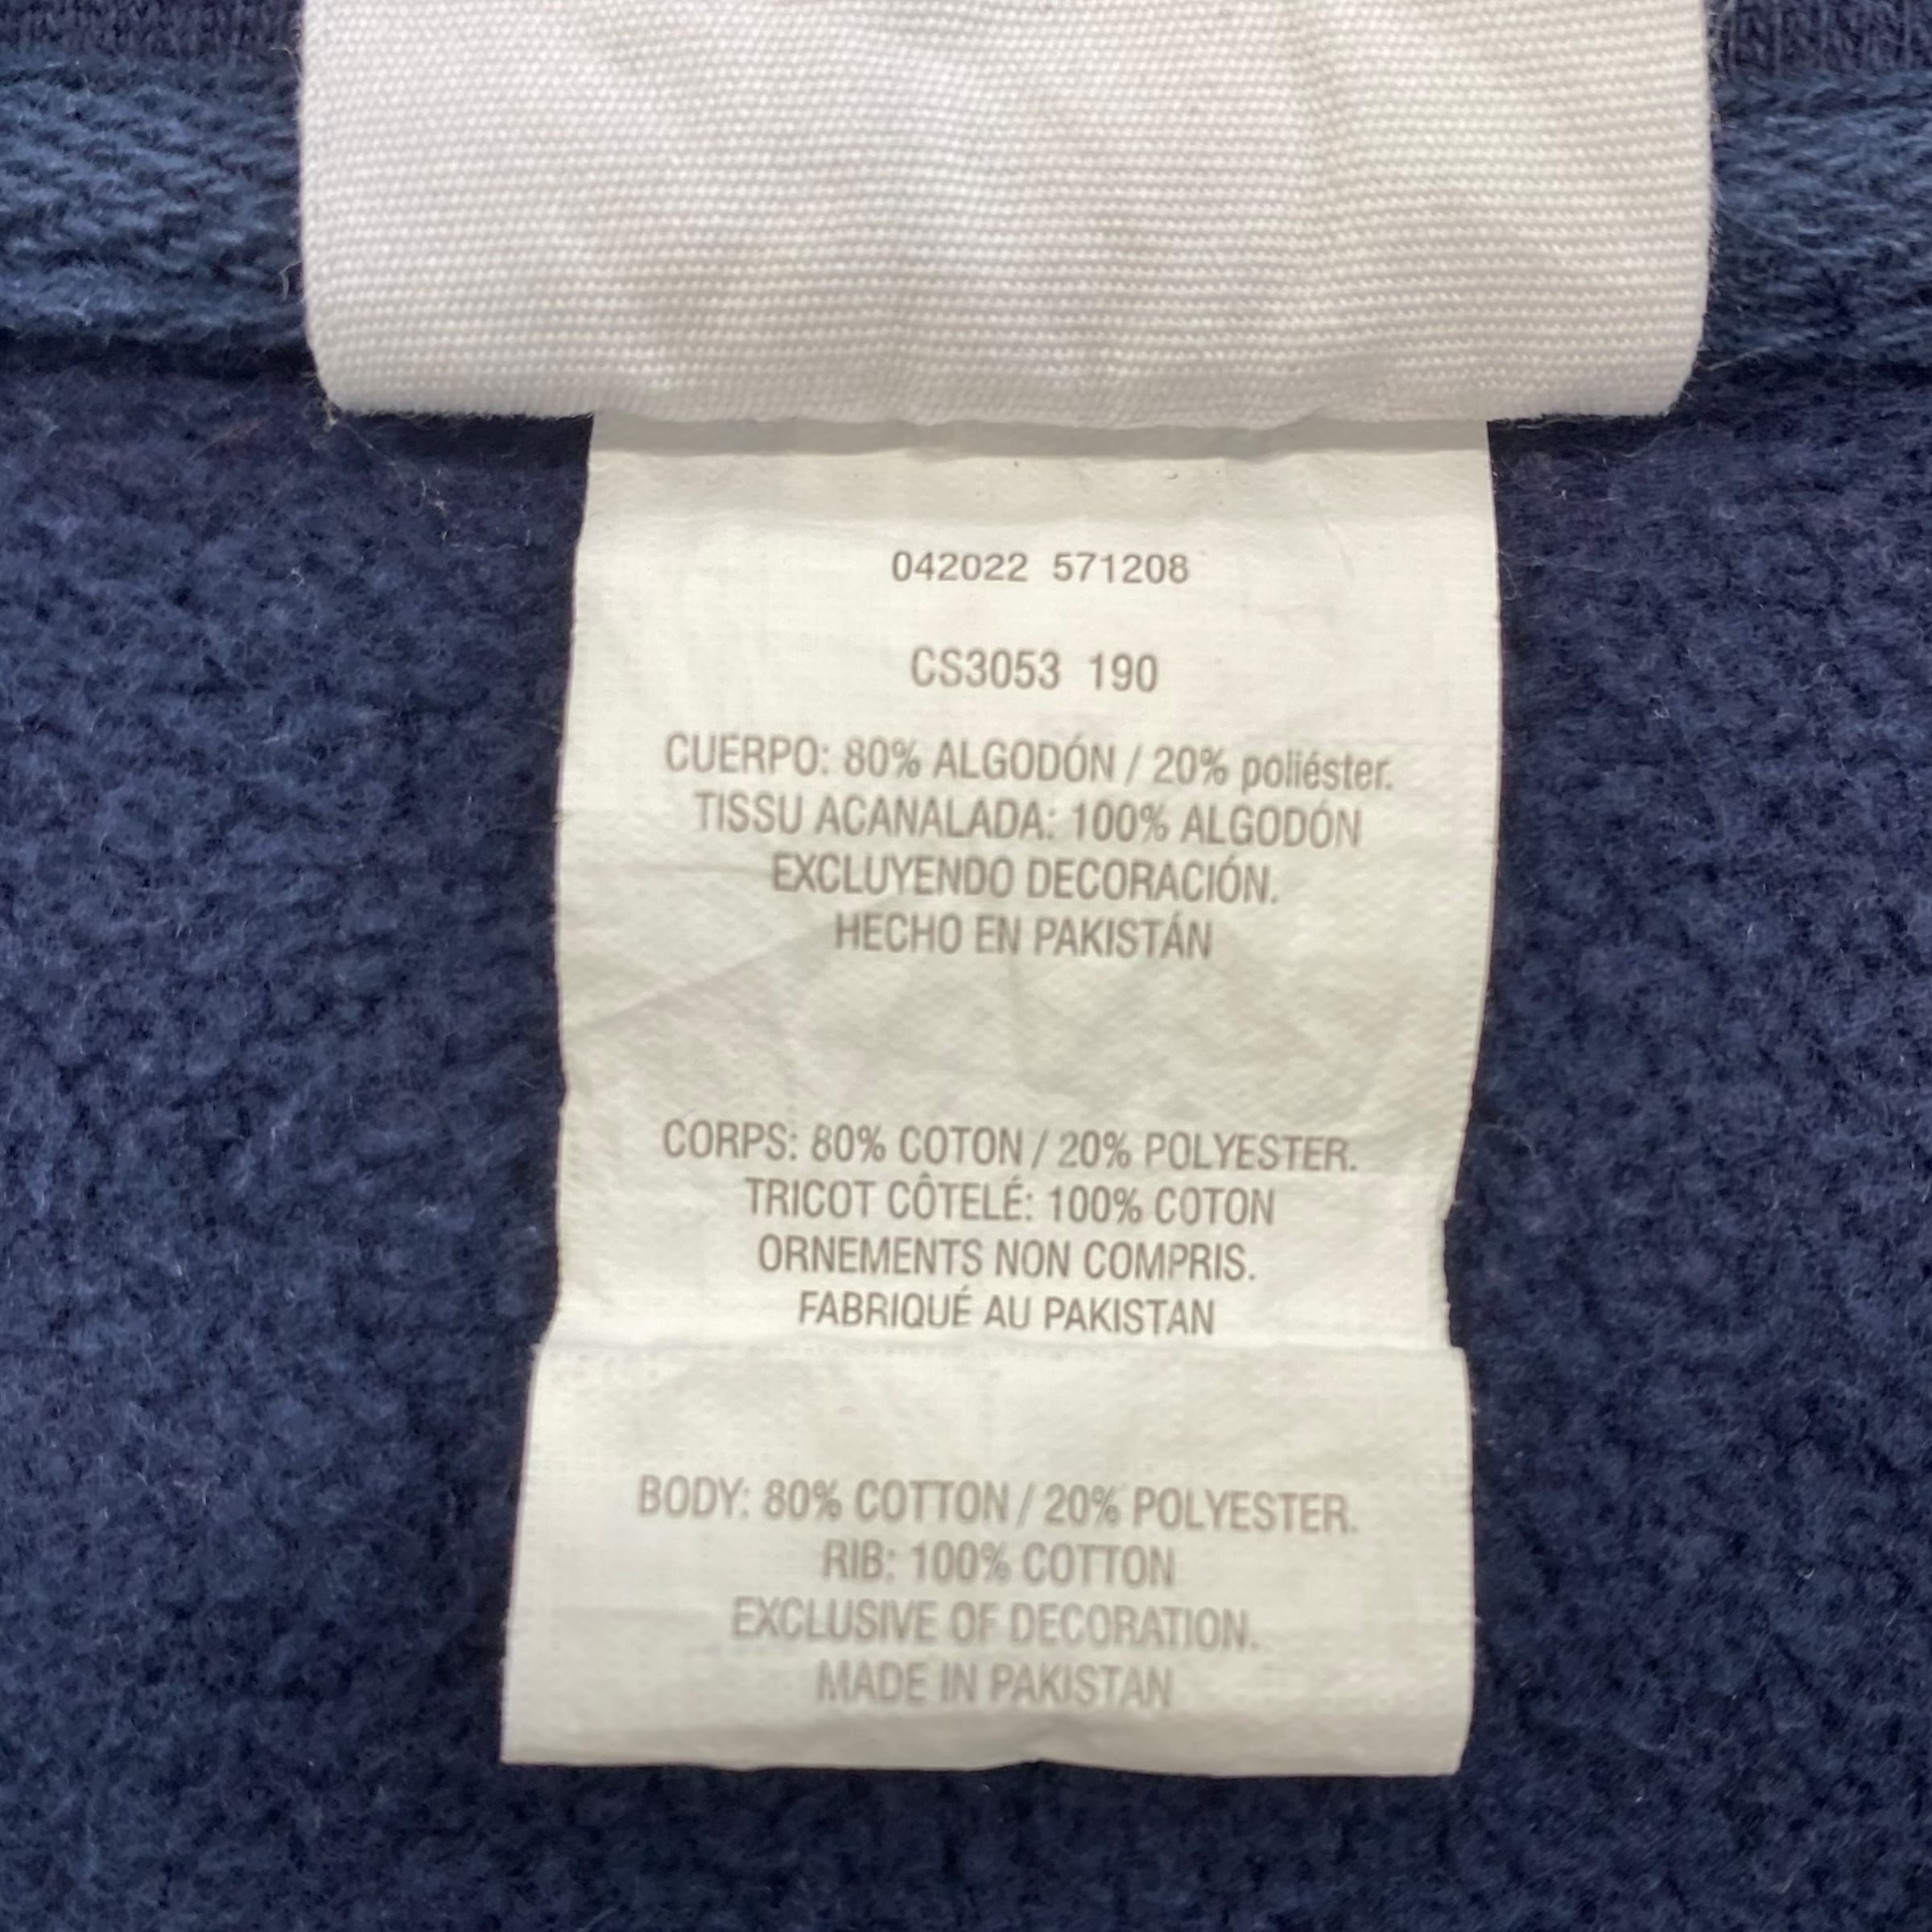 042022 571208
CS3053 190
CUERPO: 80% ALGODÓN / 20% poliéster.
TISSU ACANALADA: 100% ALGODÓN
EXCLUYENDO DECORACIÓN.
HECHO EN PAKISTÁN
CORPS: 80% COTON / 20% POLYESTER.
TRICOT CÔTELÉ: 100% COTON
ORNEMENTS NON COMPRIS.
FABRIQUÉ AU PAKISTAN
BODY: 80% COTTON / 20% POLYESTER.
RIB: 100% COTTON
EXCLUSIVE OF DECORATION.
MADE IN PAKISTAN